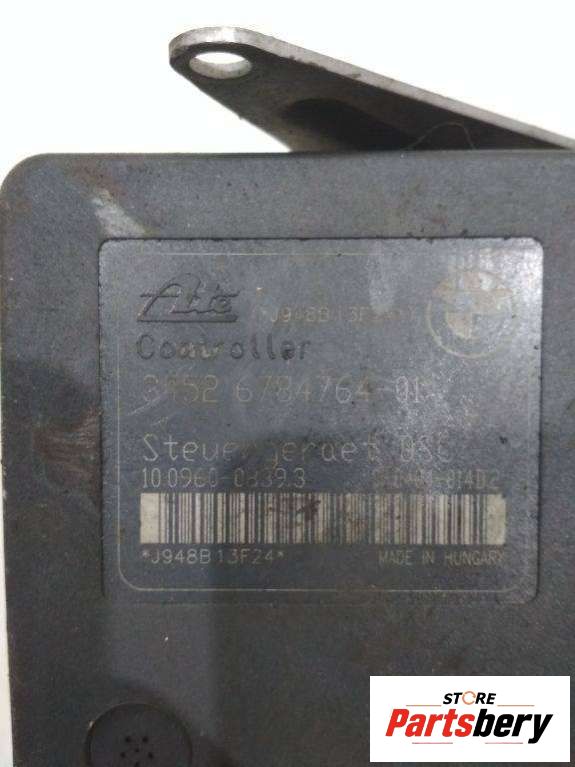 Ate
Controller
3452 6784764-01
Steuergeraet DSC
10.0960-0839.3
*J948B13F24*
MADE IN HUNGARY
STORE
Partsbery